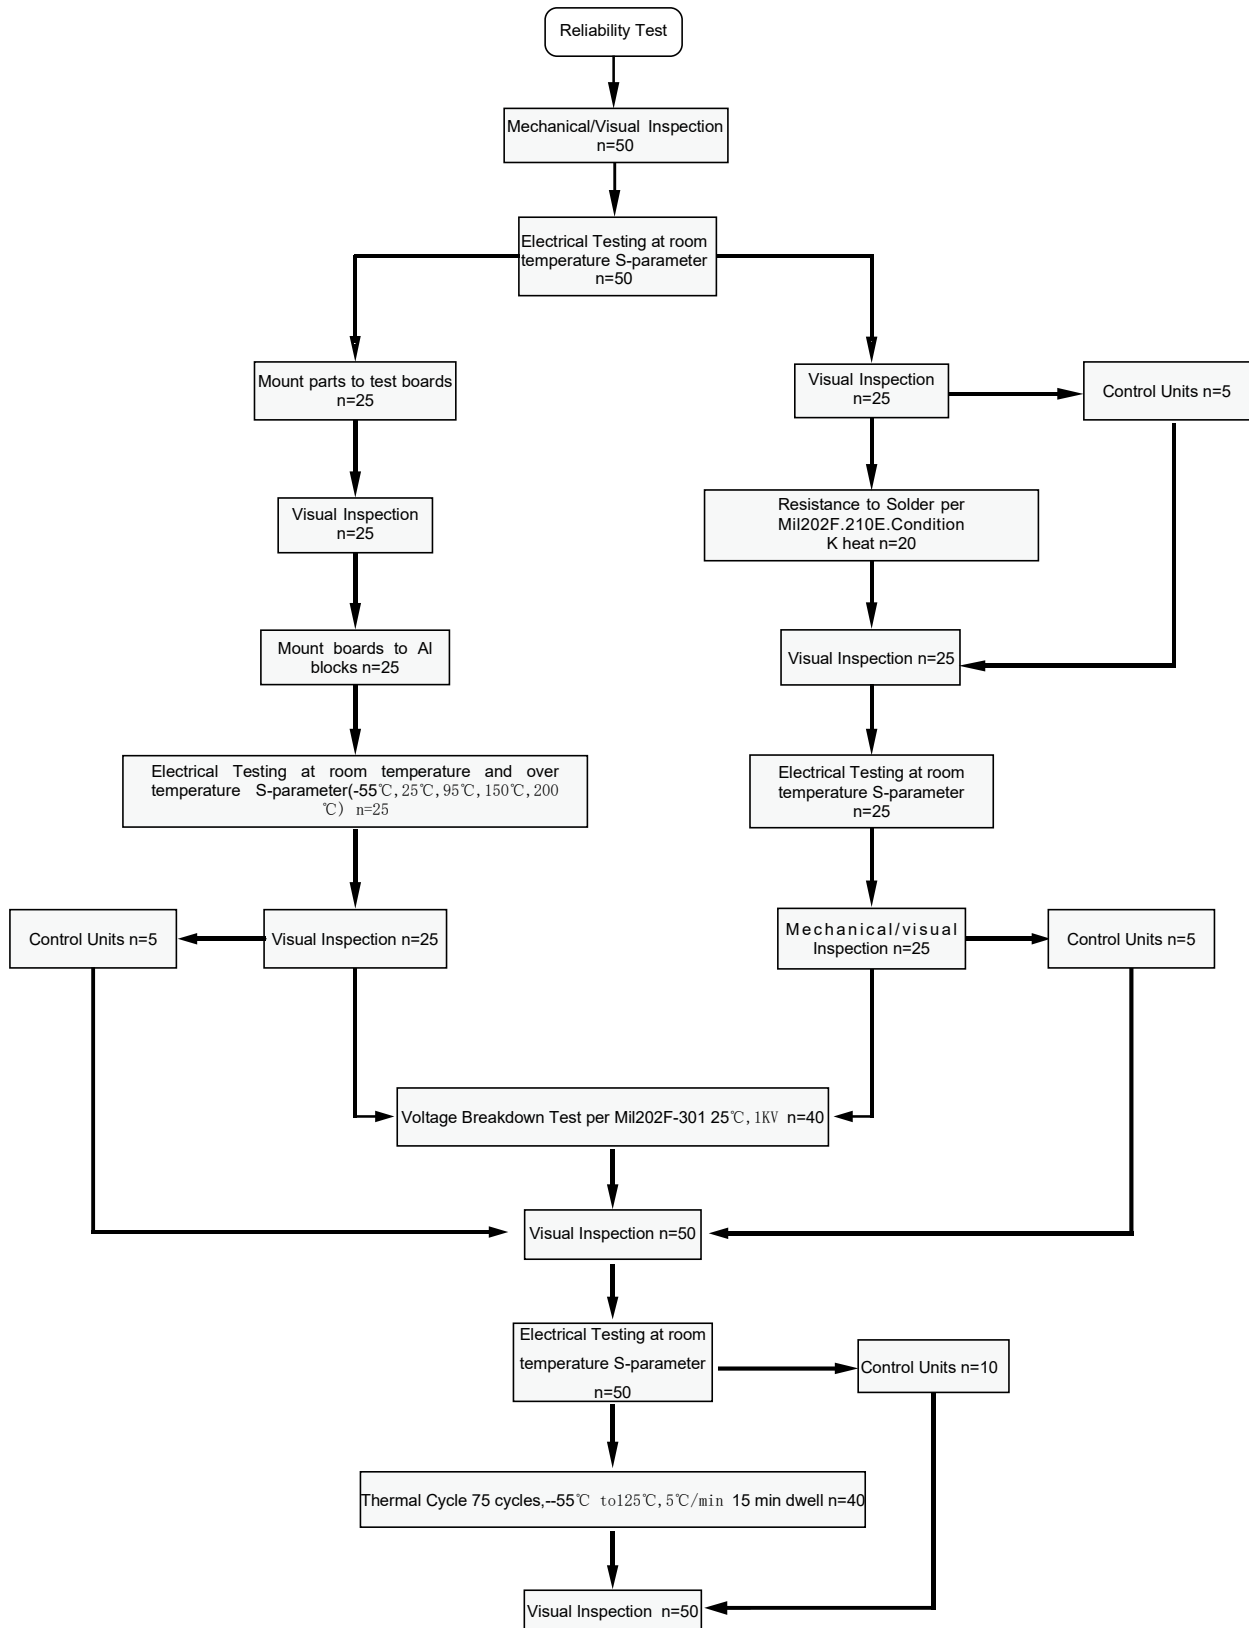 Reliability Test
Mechanical/Visual Inspection
n=50
Electrical Testing at room
temperature S-parameter
n=50
Mount parts to test boards
n=25
Visual Inspection
n=25
Control Units n=5
Visual Inspection
n=25
Resistance to Solder per
Mil202F.210E.Condition
K heat n=20
Mount boards to Al
blocks n=25
Visual Inspection n=25
Electrical Testing at room temperature and over
temperature S-parameter(-55℃,25℃,95℃,150℃,200
℃) n=25
Electrical Testing at room
temperature S-parameter
n=25
Control Units n=5
Visual Inspection n=25
Mechanical/visual
Inspection n=25
Control Units n=5
Voltage Breakdown Test per Mil202F-301 25℃,1KV n=40
Visual Inspection n=50
Electrical Testing at room
temperature S-parameter
n=50
Control Units n=10
Thermal Cycle 75 cycles,--55℃ to125℃,5℃/min 15 min dwell n=40
Visual Inspection n=50